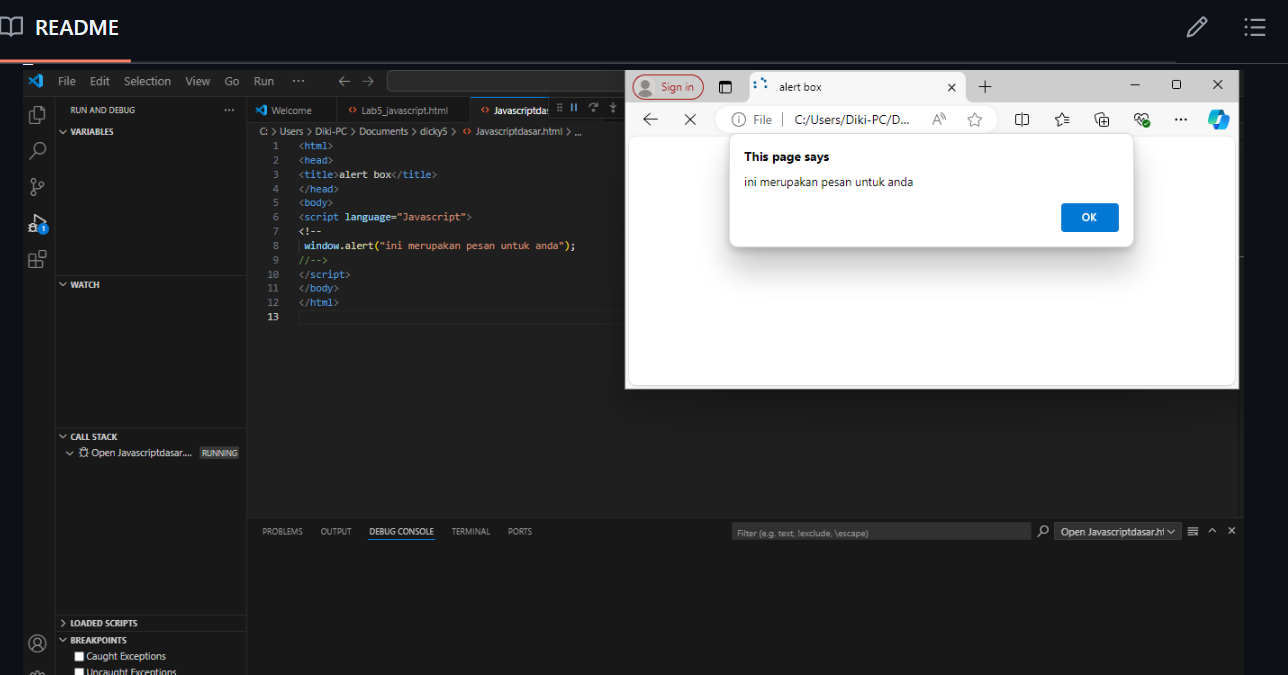 README
File Edit Selection View Go Run ···
RUN AND DEBUG ···
VARIABLES
WATCH
CALL STACK
Open Javascriptdasar.... RUNNING
LOADED SCRIPTS
BREAKPOINTS
Caught Exceptions
Uncaught Exceptions
1
Welcome Lab5_javascript.html Javascriptdas
C: > Users > Diki-PC > Documents > dicky5 > Javascriptdasar.html > ...
1 <html>
2 <head>
3 <title>alert box</title>
4 </head>
5 <body>
6 <script language="Javascript">
7 <!--
8 window.alert("ini merupakan pesan untuk anda");
9 //-->
10 </script>
11 </body>
12 </html>
13
PROBLEMS OUTPUT DEBUG CONSOLE TERMINAL PORTS
Filter (e.g. text, !exclude, \escape)
Open Javascriptdasar.ht
Sign in
alert box
File C:/Users/Diki-PC/D...
This page says
ini merupakan pesan untuk anda
OK